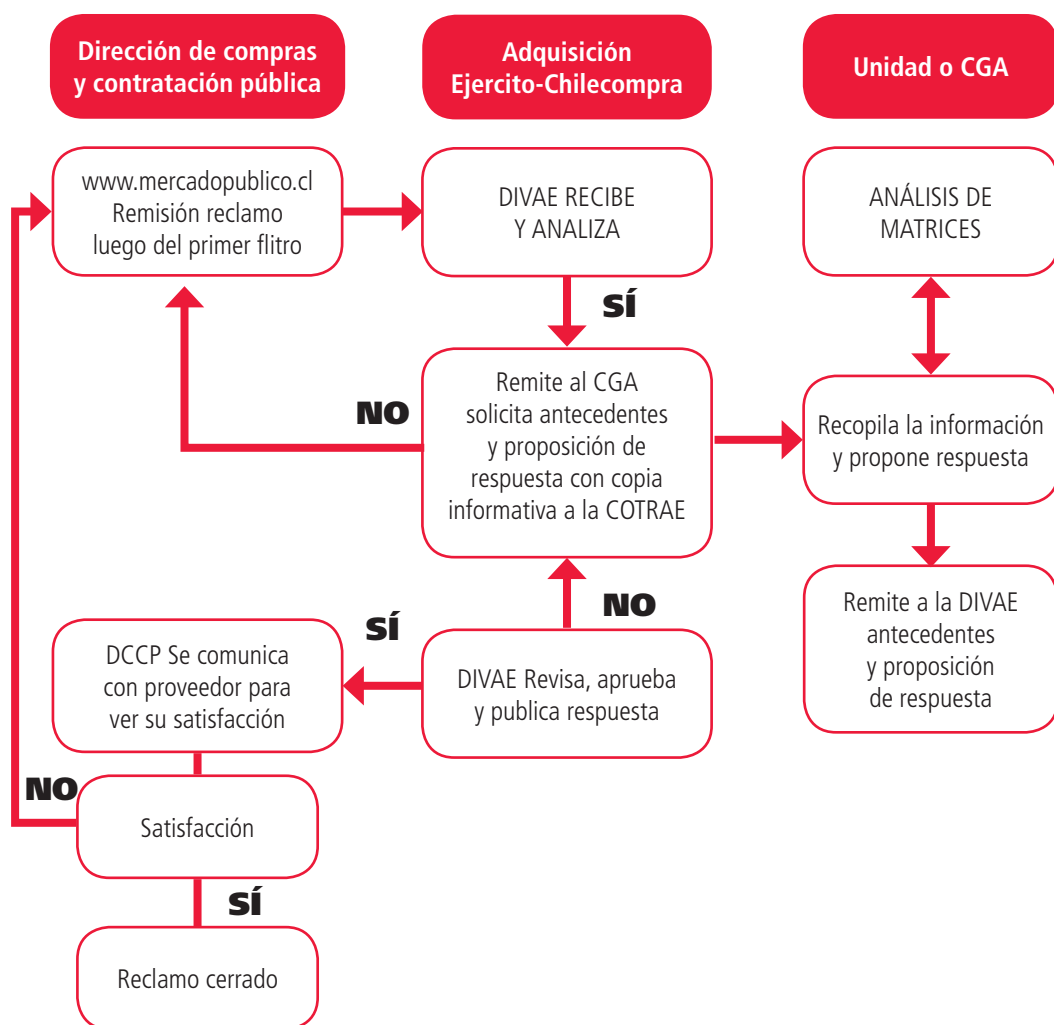 Dirección de compras
y contratación pública
Adquisición
Ejercito-Chilecompra
Unidad o CGA
www.mercadopublico.cl
Remisión reclamo
luego del primer flitro
DIVAE RECIBE
Y ANALIZA
ANÁLISIS DE
MATRICES
SÍ
NO
Remite al CGA
solicita antecedentes
y proposición de
respuesta con copia
informativa a la COTRAE
Recopila la información
y propone respuesta
NO
SÍ
DCCP Se comunica
con proveedor para
ver su satisfacción
DIVAE Revisa, aprueba
y publica respuesta
Remite a la DIVAE
antecedentes
y proposición
de respuesta
NO
Satisfacción
SÍ
Reclamo cerrado